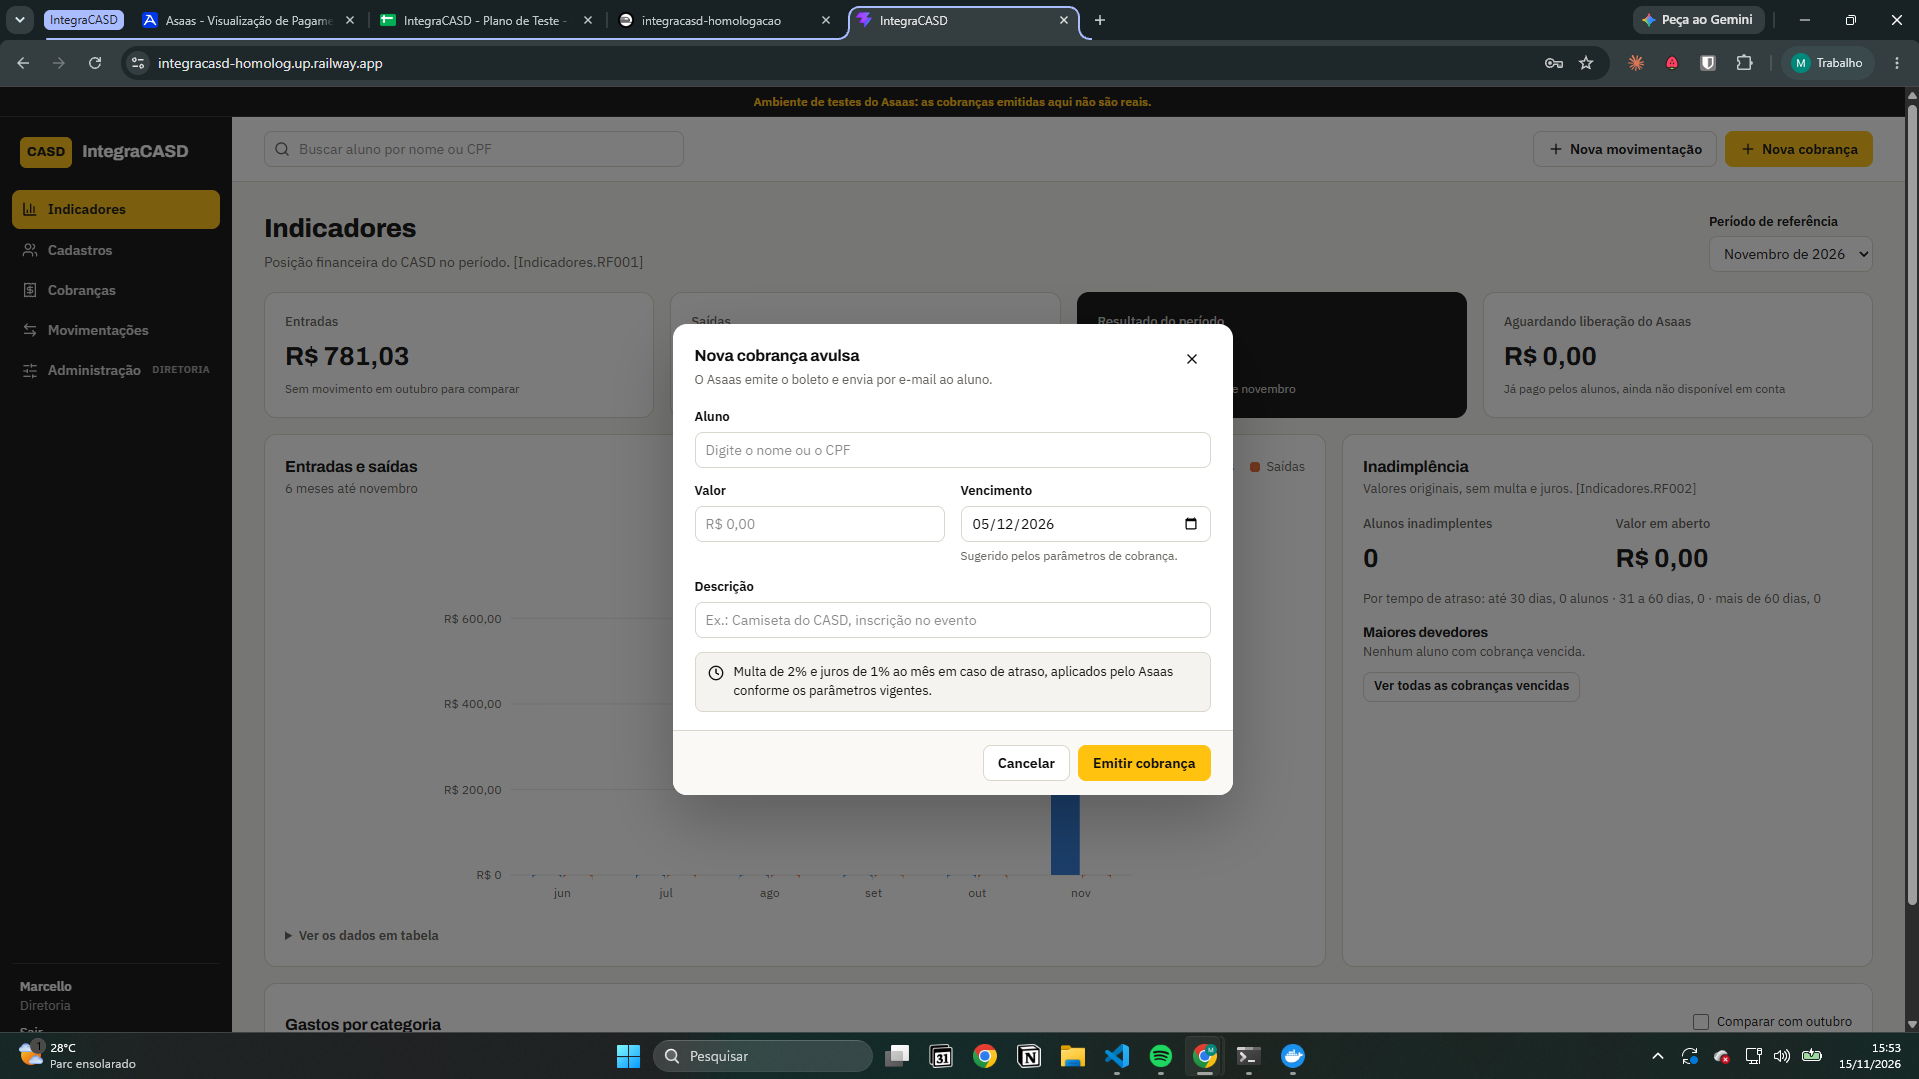 IntegraCASD
Asaas - Visualização de Pagame
IntegraCASD - Plano de Teste -
integracasd-homologacao
IntegraCASD
Peça ao Gemini
integracasd-homolog.up.railway.app
M
Trabalho
Ambiente de testes do Asaas: as cobranças emitidas aqui não são reais.
CASD IntegraCASD
Buscar aluno por nome ou CPF
Nova movimentação
Nova cobrança
Indicadores
Cadastros
Cobranças
Movimentações
Administração DIRETORIA
Indicadores
Posição financeira do CASD no período. [Indicadores.RF001]
Período de referência
Novembro de 2026
Entradas
R$ 781,03
Sem movimento em outubro para comparar
Saídas
Resultado do período
e novembro
Aguardando liberação do Asaas
R$ 0,00
Já pago pelos alunos, ainda não disponível em conta
Nova cobrança avulsa
O Asaas emite o boleto e envia por e-mail ao aluno.
Aluno
Digite o nome ou o CPF
Valor
R$ 0,00
Vencimento
05/12/2026
Sugerido pelos parâmetros de cobrança.
Descrição
Ex.: Camiseta do CASD, inscrição no evento
Multa de 2% e juros de 1% ao mês em caso de atraso, aplicados pelo Asaas
conforme os parâmetros vigentes.
Cancelar
Emitir cobrança
Entradas e saídas
6 meses até novembro
Saídas
R$ 600,00
R$ 400,00
R$ 200,00
R$ 0
jun jul ago set out nov
Ver os dados em tabela
Inadimplência
Valores originais, sem multa e juros. [Indicadores.RF002]
Alunos inadimplentes
0
Valor em aberto
R$ 0,00
Por tempo de atraso: até 30 dias, 0 alunos · 31 a 60 dias, 0 · mais de 60 dias, 0
Maiores devedores
Nenhum aluno com cobrança vencida.
Ver todas as cobranças vencidas
Gastos por categoria
Comparar com outubro
Marcello
Diretoria
Sair
1
28°C
Parc ensolarado
Pesquisar
31
M
15:53
15/11/2026